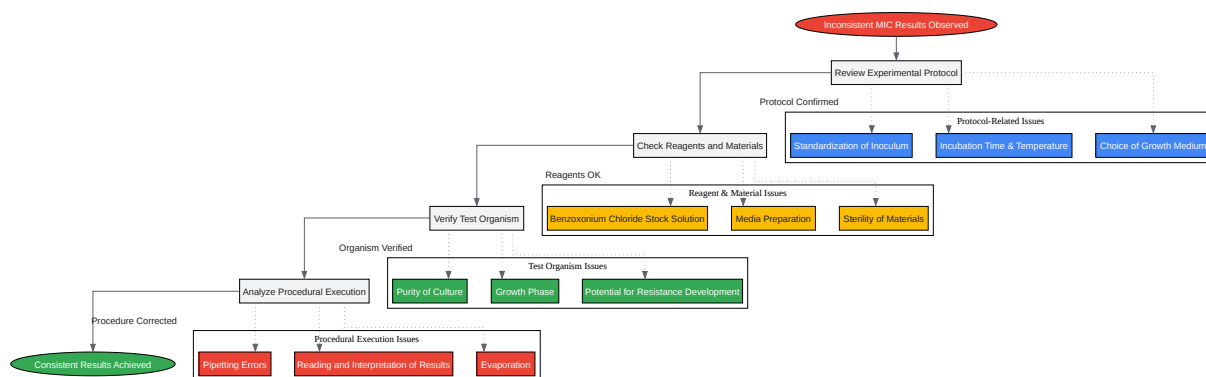 Inconsistent MIC Results Observed
Review Experimental Protocol
Protocol Confirmed
Protocol-Related Issues
Standardization of Inoculum
Incubation Time & Temperature
Choice of Growth Medium
Check Reagents and Materials
Reagents OK
Reagent & Material Issues
Benzoxonium Chloride Stock Solution
Media Preparation
Sterility of Materials
Verify Test Organism
Organism Verified
Test Organism Issues
Purity of Culture
Growth Phase
Potential for Resistance Development
Analyze Procedural Execution
Procedure Corrected
Procedural Execution Issues
Consistent Results Achieved
Pipetting Errors
Reading and Interpretation of Results
Evaporation